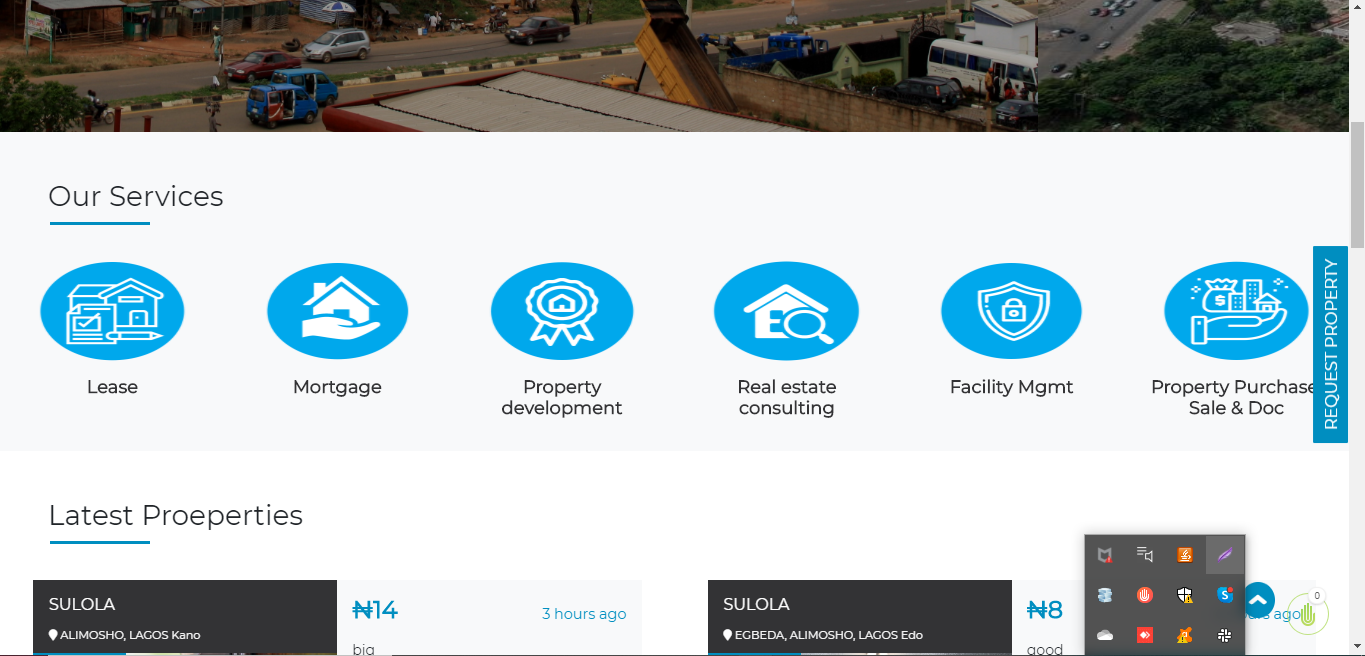 Our Services
Lease
Mortgage
Property
development
Real estate
consulting
Facility Mgmt
Property Purchase
Sale & Doc
REQUEST PROPERTY
Latest Proeperties
SULOLA
ALIMOSHO, LAGOS Kano
₦14
3 hours ago
big
SULOLA
EGBEDA, ALIMOSHO, LAGOS Edo
₦8
ago
good
0